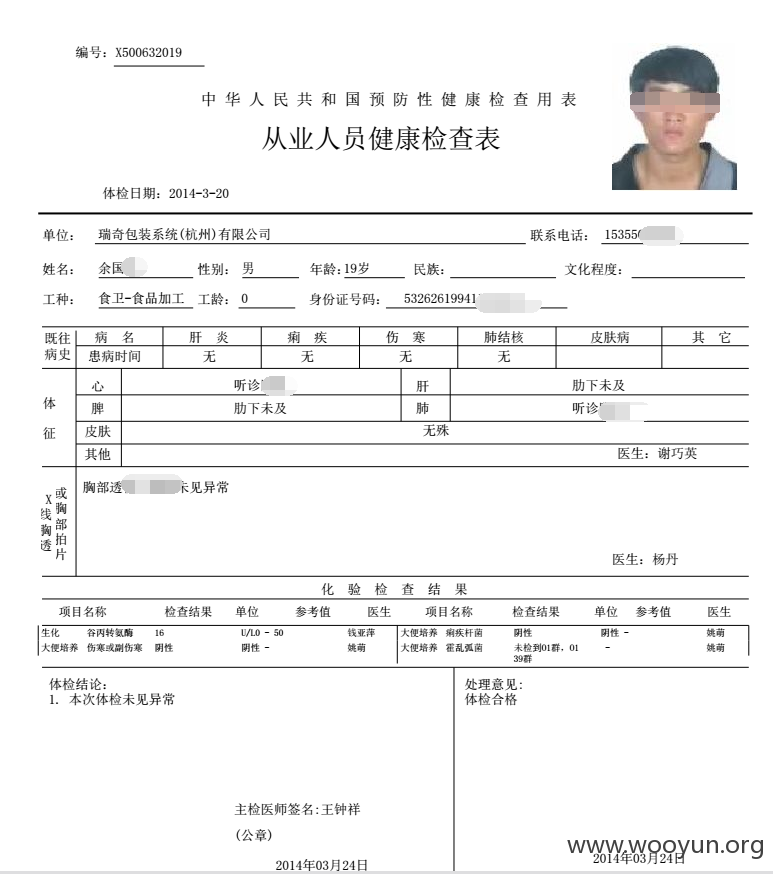 编号: X500632019
中华人民共和国预防性健康检查用表
从业人员健康检查表
体检日期: 2014-3-20
单位: 瑞奇包装系统(杭州)有限公司 联系电话: 15355
姓名: 余国 性别: 男 年龄:19岁 民族: 文化程度:
工种: 食卫-食品加工 工龄: 0 身份证号码: 53262619941
既往病史 病 名 肝 炎 痢 疾 伤 寒 肺结核 皮肤病 其 它
患病时间 无 无 无 无
体征 心 听诊 肝 肋下未及
脾 肋下未及 肺 听诊
皮肤 无殊
其他 医生: 谢巧英
X线胸透 或胸部拍片 胸部透 未见异常
医生: 杨丹
化 验 检 查 结 果
项目名称 检查结果 单位 参考值 医生 项目名称 检查结果 单位 参考值 医生
生化 谷丙转氨酶 16 U/L0 - 50 钱亚萍 大便培养 痢疾杆菌 阴性 阴性 - 姚萌
大便培养 伤寒或副伤寒 阴性 阴性 - 姚萌 大便培养 霍乱弧菌 未检到O1群, O1 - 姚萌
39群
体检结论: 处理意见:
1. 本次体检未见异常 体检合格
主检医师签名:王钟祥
(公章)
2014年03月24日 2014年03月24日
www.wooyun.org